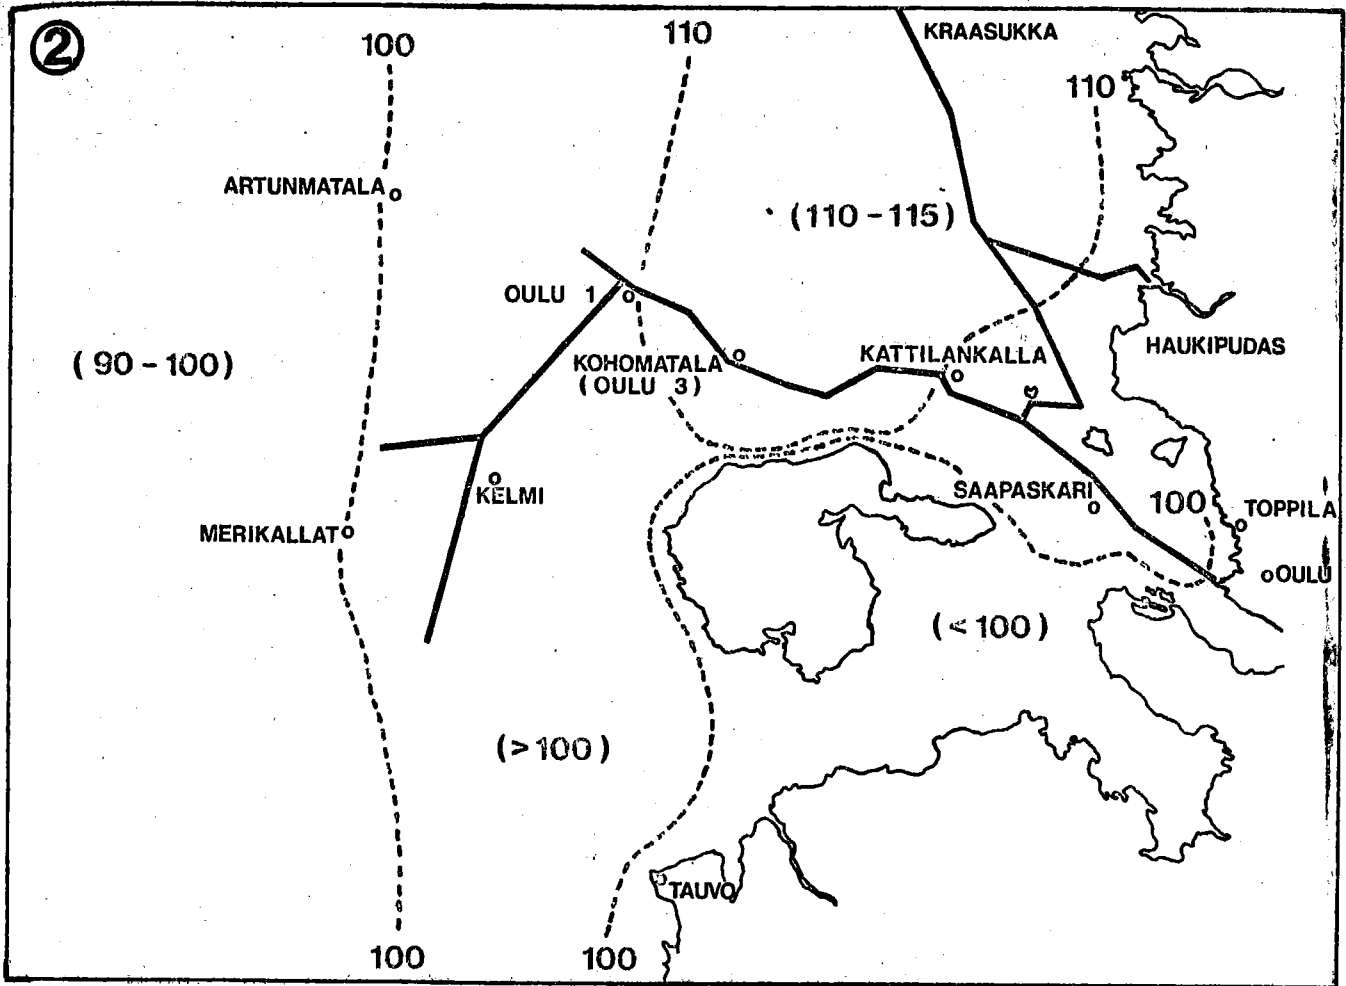 2
100
110
KRAASUKKA
110
ARTUNMATALA
(110-115)
OULU 1
(90-100)
KOHOMATALA
(OULU 3)
KATTILANKALLA
HAUKIPUDAS
KELMI
SAAPASKARI
100
TOPPILA
MERIKALLAT
OULU
(<100)
(>100)
TAUVO
100
100